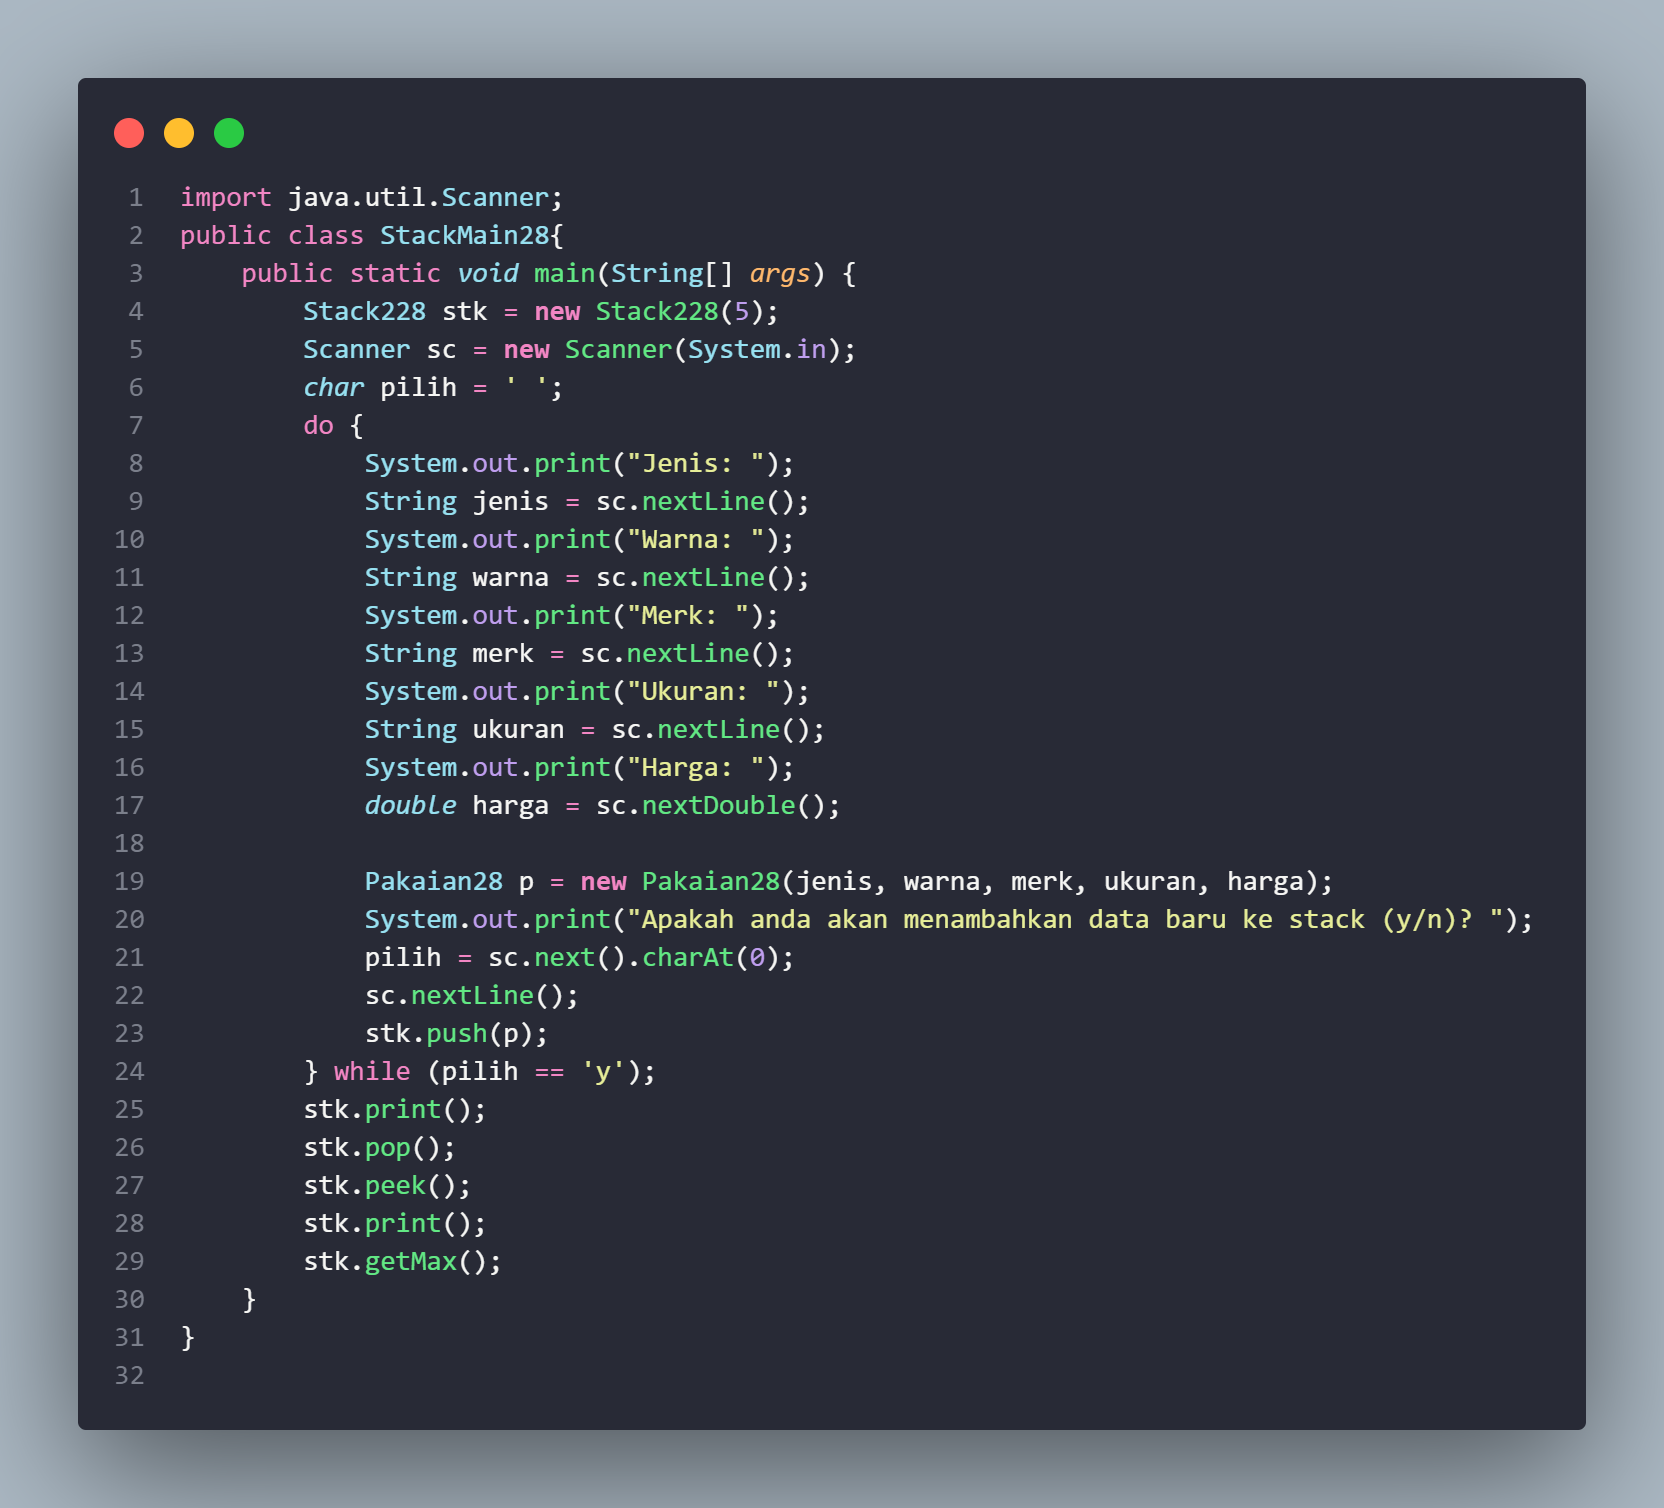 1 import java.util.Scanner;
2 public class StackMain28{
3     public static void main(String[] args) {
4         Stack228 stk = new Stack228(5);
5         Scanner sc = new Scanner(System.in);
6         char pilih = ' ';
7         do {
8             System.out.print("Jenis: ");
9             String jenis = sc.nextLine();
10             System.out.print("Warna: ");
11             String warna = sc.nextLine();
12             System.out.print("Merk: ");
13             String merk = sc.nextLine();
14             System.out.print("Ukuran: ");
15             String ukuran = sc.nextLine();
16             System.out.print("Harga: ");
17             double harga = sc.nextDouble();
18
19             Pakaian28 p = new Pakaian28(jenis, warna, merk, ukuran, harga);
20             System.out.print("Apakah anda akan menambahkan data baru ke stack (y/n)? ");
21             pilih = sc.next().charAt(0);
22             sc.nextLine();
23             stk.push(p);
24         } while (pilih == 'y');
25         stk.print();
26         stk.pop();
27         stk.peek();
28         stk.print();
29         stk.getMax();
30     }
31 }
32